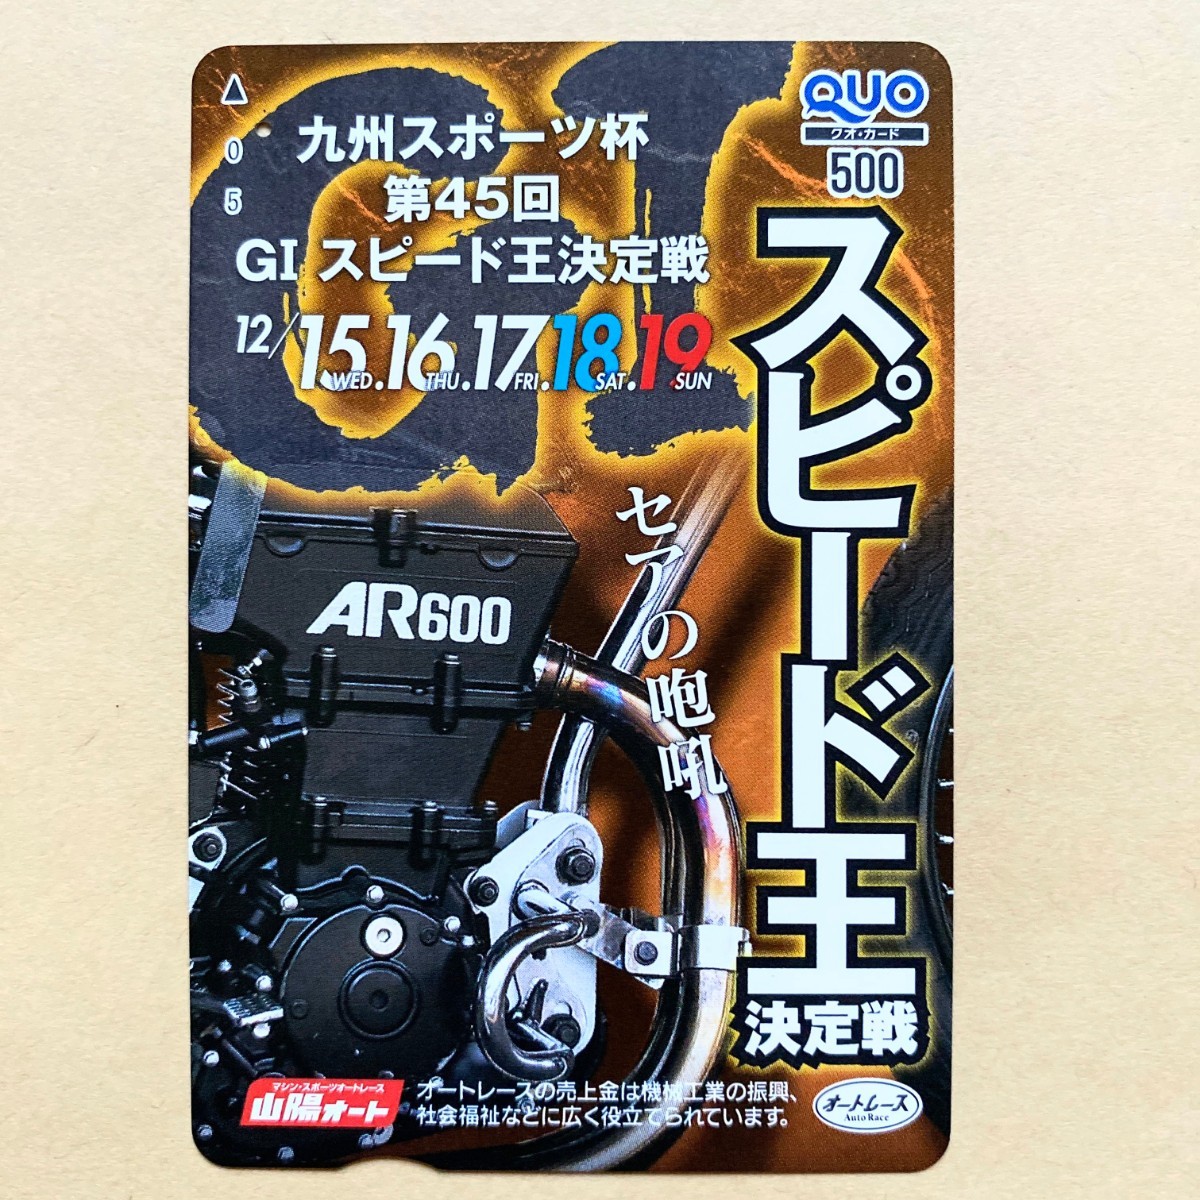 GI
0
5
九州スポーツ杯
第45回
GI スピード王決定戦
12/15.16.17.18.19
WED. THU. FRI. SAT. SUN
QUO
クオ・カード
500
スピード王
決定戦
セアの咆吼
AR600
マシン・スポーツオートレース
山陽オート
オートレースの売上金は機械工業の振興、
社会福祉などに広く役立てられています。
オートレース
Auto Race